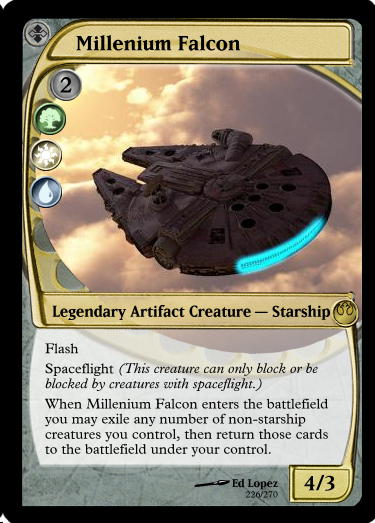 Millenium Falcon
2
Legendary Artifact Creature — Starship
Flash
Spaceflight (This creature can only block or be
blocked by creatures with spaceflight.)
When Millenium Falcon enters the battlefield
you may exile any number of non-starship
creatures you control, then return those cards
to the battlefield under your control.
Ed Lopez
226/270
4/3